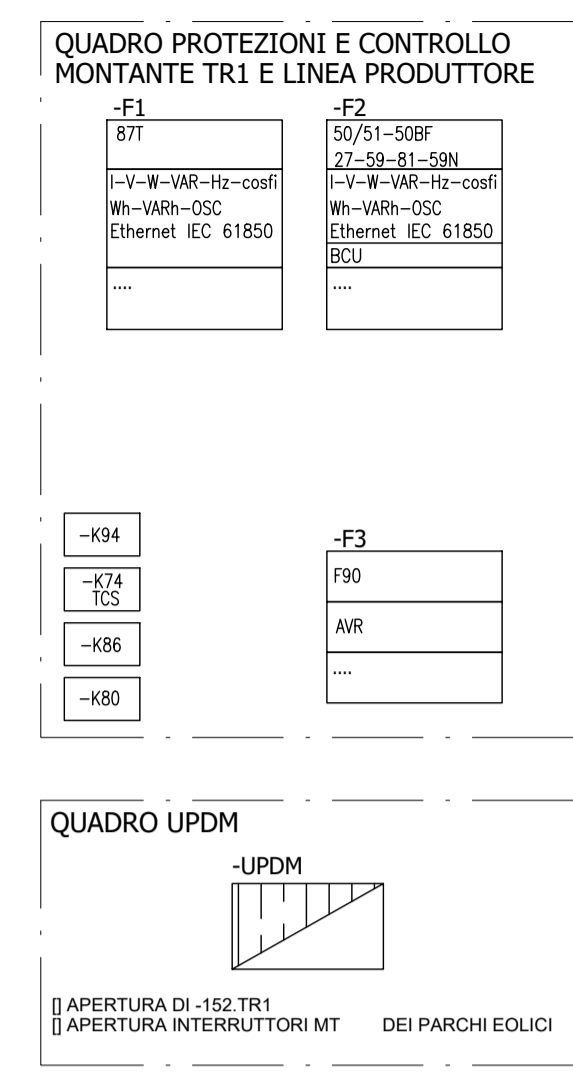 QUADRO PROTEZIONI E CONTROLLO
MONTANTE TR1 E LINEA PRODUTTORE
-F1
87T
I-V-W-VAR-Hz-cosfi
Wh-VARh-OSC
Ethernet IEC 61850
....
-F2
50/51-50BF
27-59-81-59N
I-V-W-VAR-Hz-cosfi
Wh-VARh-OSC
Ethernet IEC 61850
BCU
....
-K94
-K74
TCS
-K86
-K80
-F3
F90
AVR
....
QUADRO UPDM
-UPDM
[] APERTURA DI -152.TR1
[] APERTURA INTERRUTTORI MT DEI PARCHI EOLICI